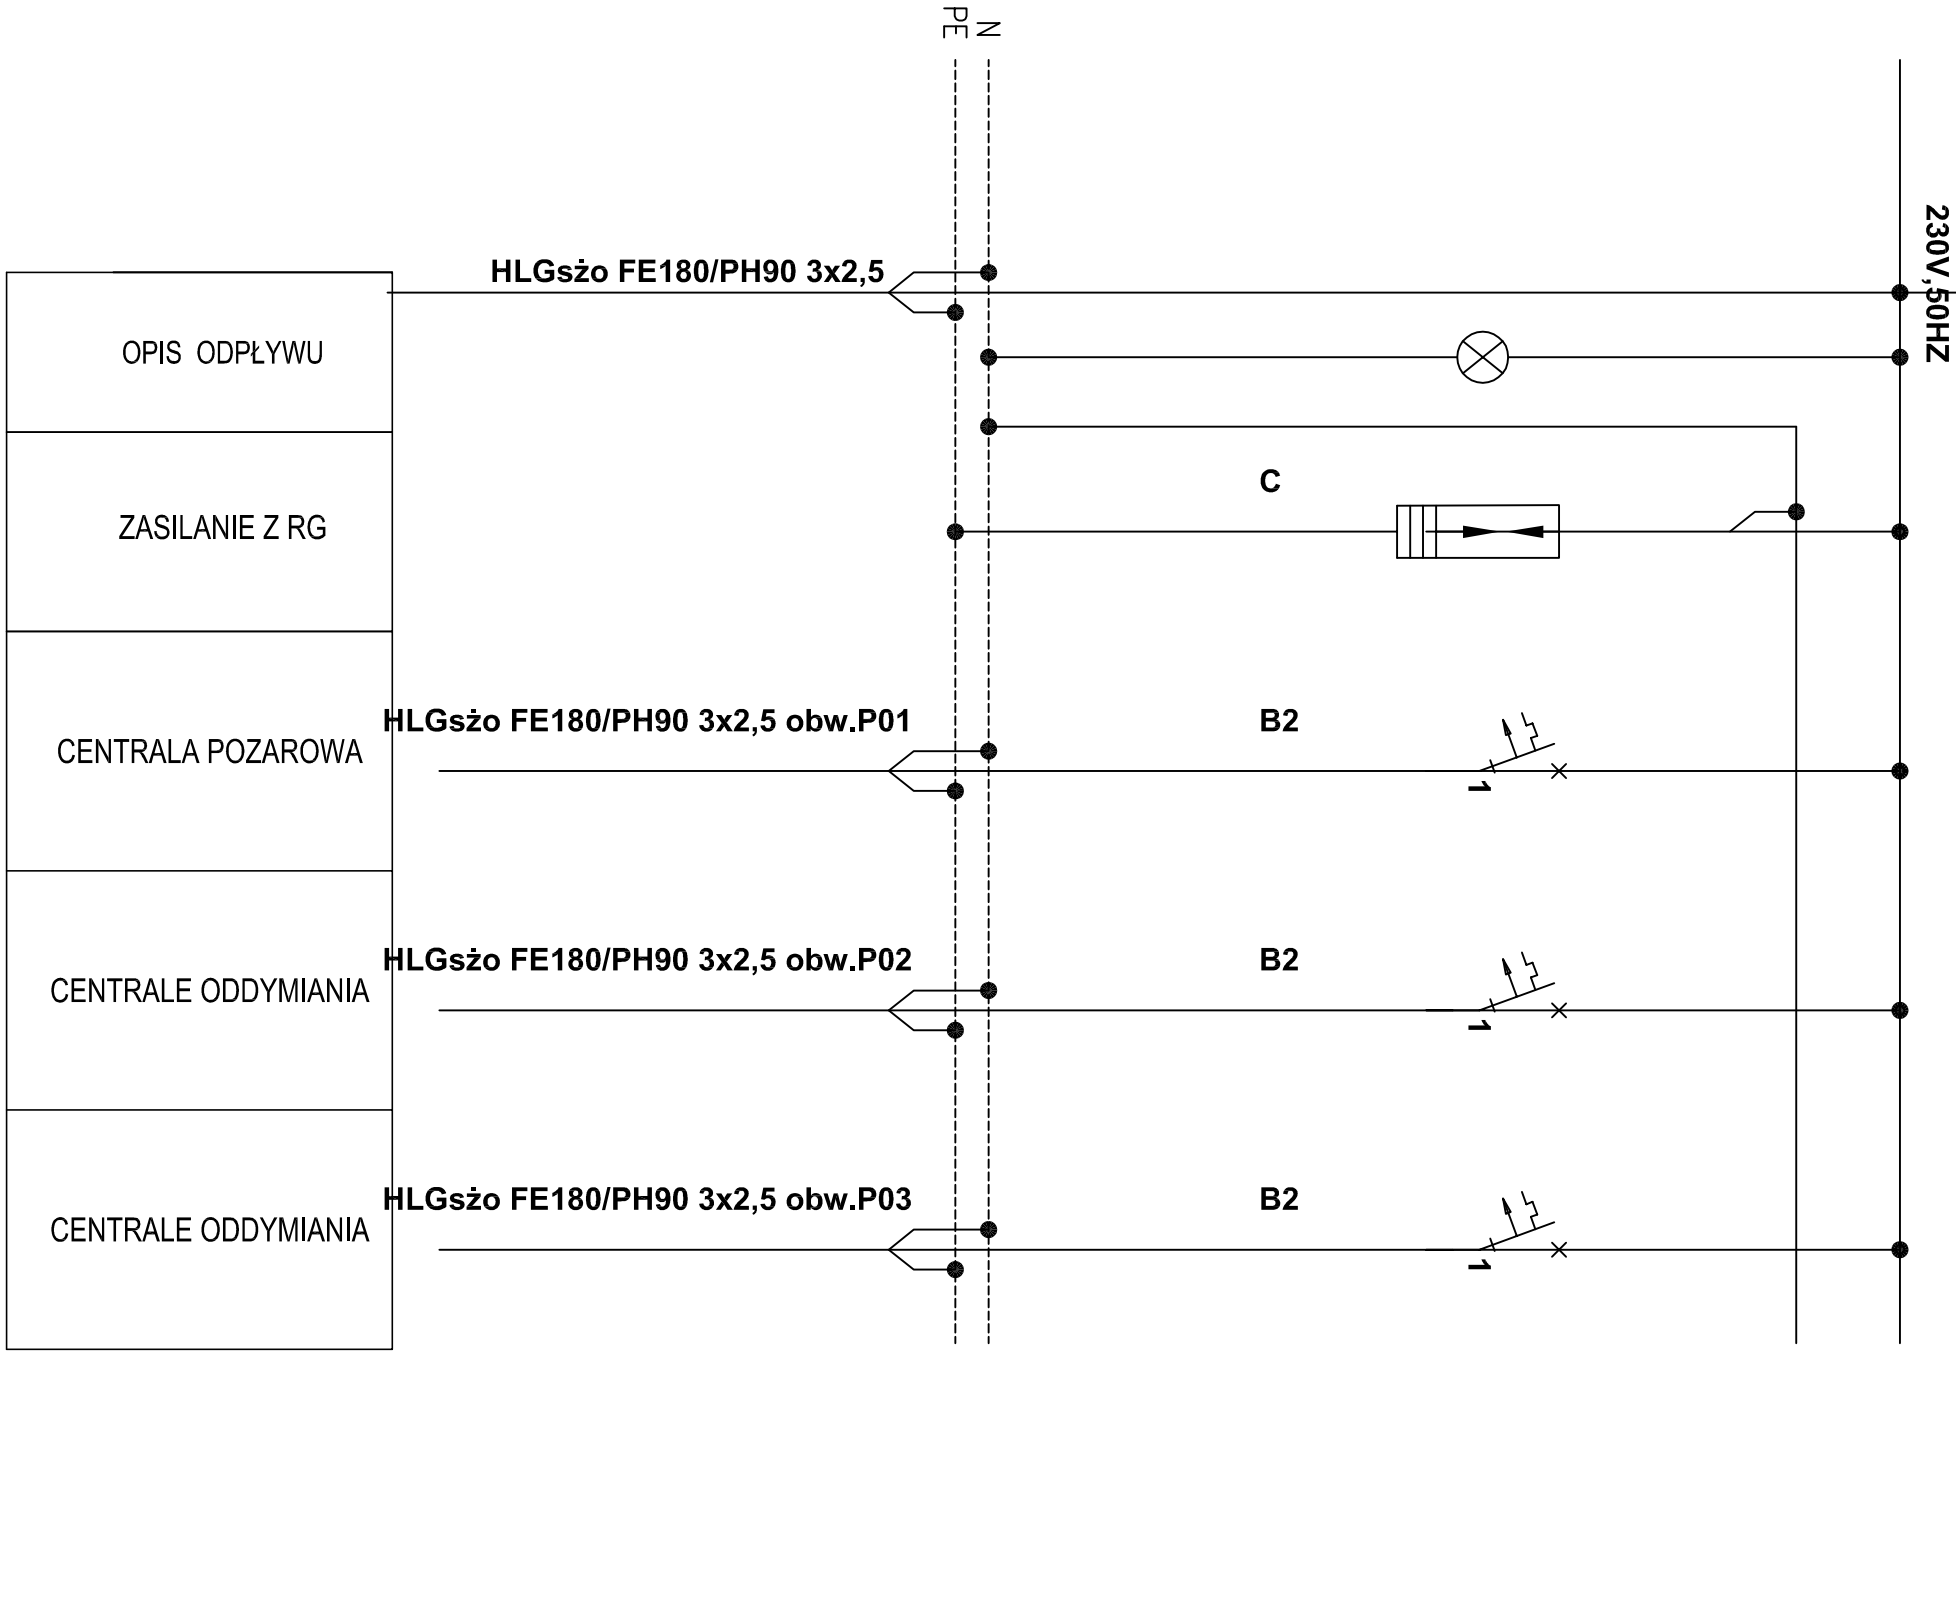 PE
N
230V,50HZ
HLGsżo FE180/PH90 3x2,5
OPIS ODPŁYWU
C
ZASILANIE Z RG
HLGsżo FE180/PH90 3x2,5 obw.P01
B2
CENTRALA POZAROWA
1
HLGsżo FE180/PH90 3x2,5 obw.P02
B2
CENTRALE ODDYMIANIA
1
HLGsżo FE180/PH90 3x2,5 obw.P03
B2
CENTRALE ODDYMIANIA
1